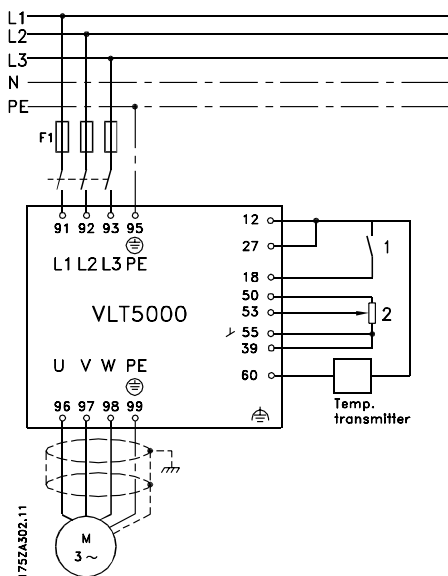 L1
L2
L3
N
PE
F1
91 92 93 95
L1 L2 L3 PE
VLT5000
U V W PE
96 97 98 99
12
27
18
50
53
55
39
60
1
2
Temp.
transmitter
M
3 ~
175ZA302.11